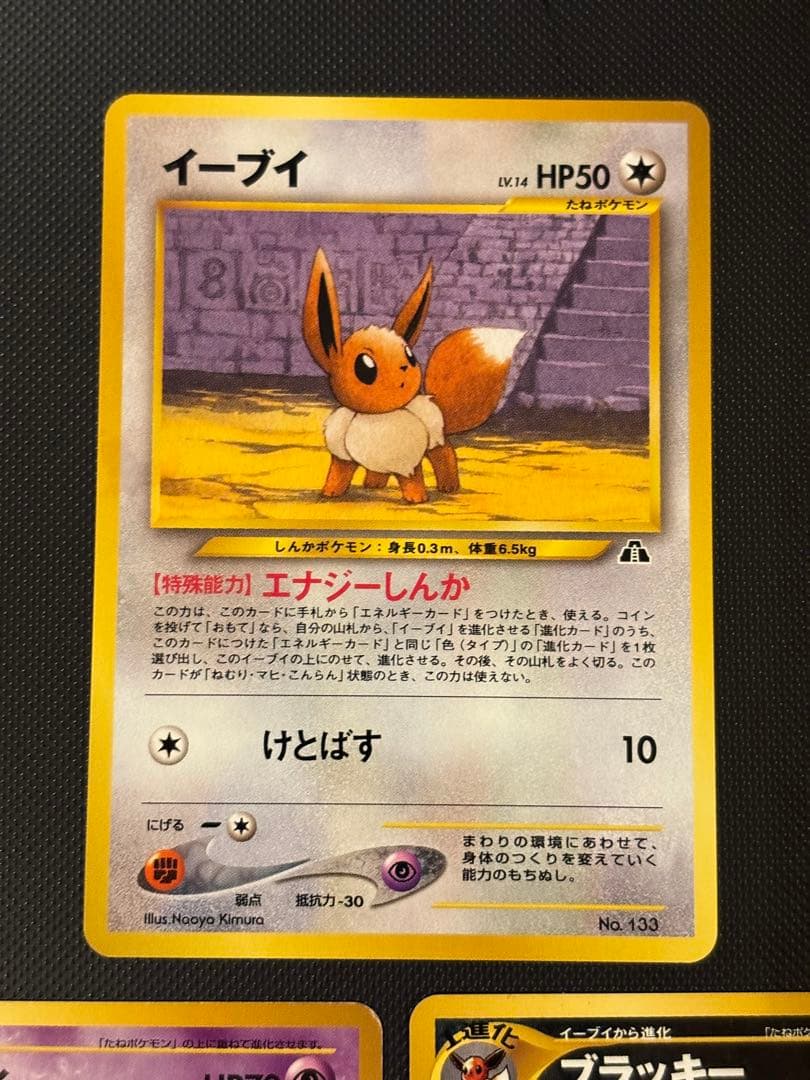 イーブイ
LV.14 HP50
たねポケモン
しんかポケモン：身長0.3m、体重6.5kg
【特殊能力】エナジーしんか
この力は、このカードに手札から「エネルギーカード」をつけたとき、使える。コイン
を投げて「おもて」なら、自分の山札から、「イーブイ」を進化させる「進化カード」のうち、
このカードにつけた「エネルギーカード」と同じ「色（タイプ）」の「進化カード」を1枚
選び出し、このイーブイの上にのせて、進化させる。その後、その山札をよく切る。この
カードが「ねむり・マヒ・こんらん」状態のとき、この力は使えない。
けとばす 10
にげる
まわりの環境にあわせて、
身体のつくりを変えていく
能力のもちぬし。
弱点 抵抗力-30
Illus.Naoyo Kimura
No. 133
「たねポケモン」の上に重ねて進化させます。
HP70
進化
イーブイから進化
ブラッキー